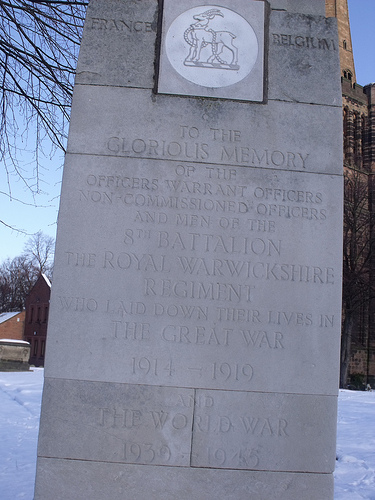 FRANCE BELGIUM
TO THE
GLORIOUS MEMORY
OF THE
OFFICERS WARRANT OFFICERS
NON-COMMISSIONED OFFICERS
AND MEN OF THE
8TH BATTALION
THE ROYAL WARWICKSHIRE
REGIMENT
WHO LAID DOWN THEIR LIVES IN
THE GREAT WAR
1914 — 1919
AND
THE WORLD WAR
1939 - 1945